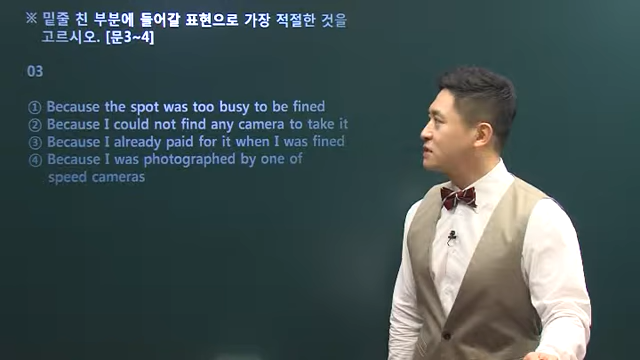 ※ 밑줄 친 부분에 들어갈 표현으로 가장 적절한 것을
고르시오. [문3~4]
03
① Because the spot was too busy to be fined
② Because I could not find any camera to take it
③ Because I already paid for it when I was fined
④ Because I was photographed by one of
speed cameras